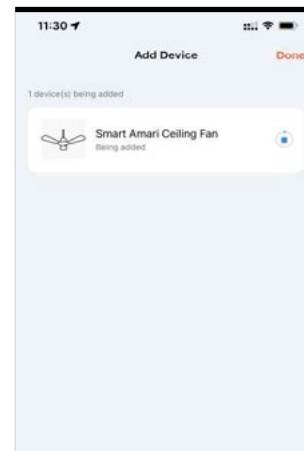 11:30
Add Device
Done
1 device(s) being added
Smart Amari Ceiling Fan
Being added